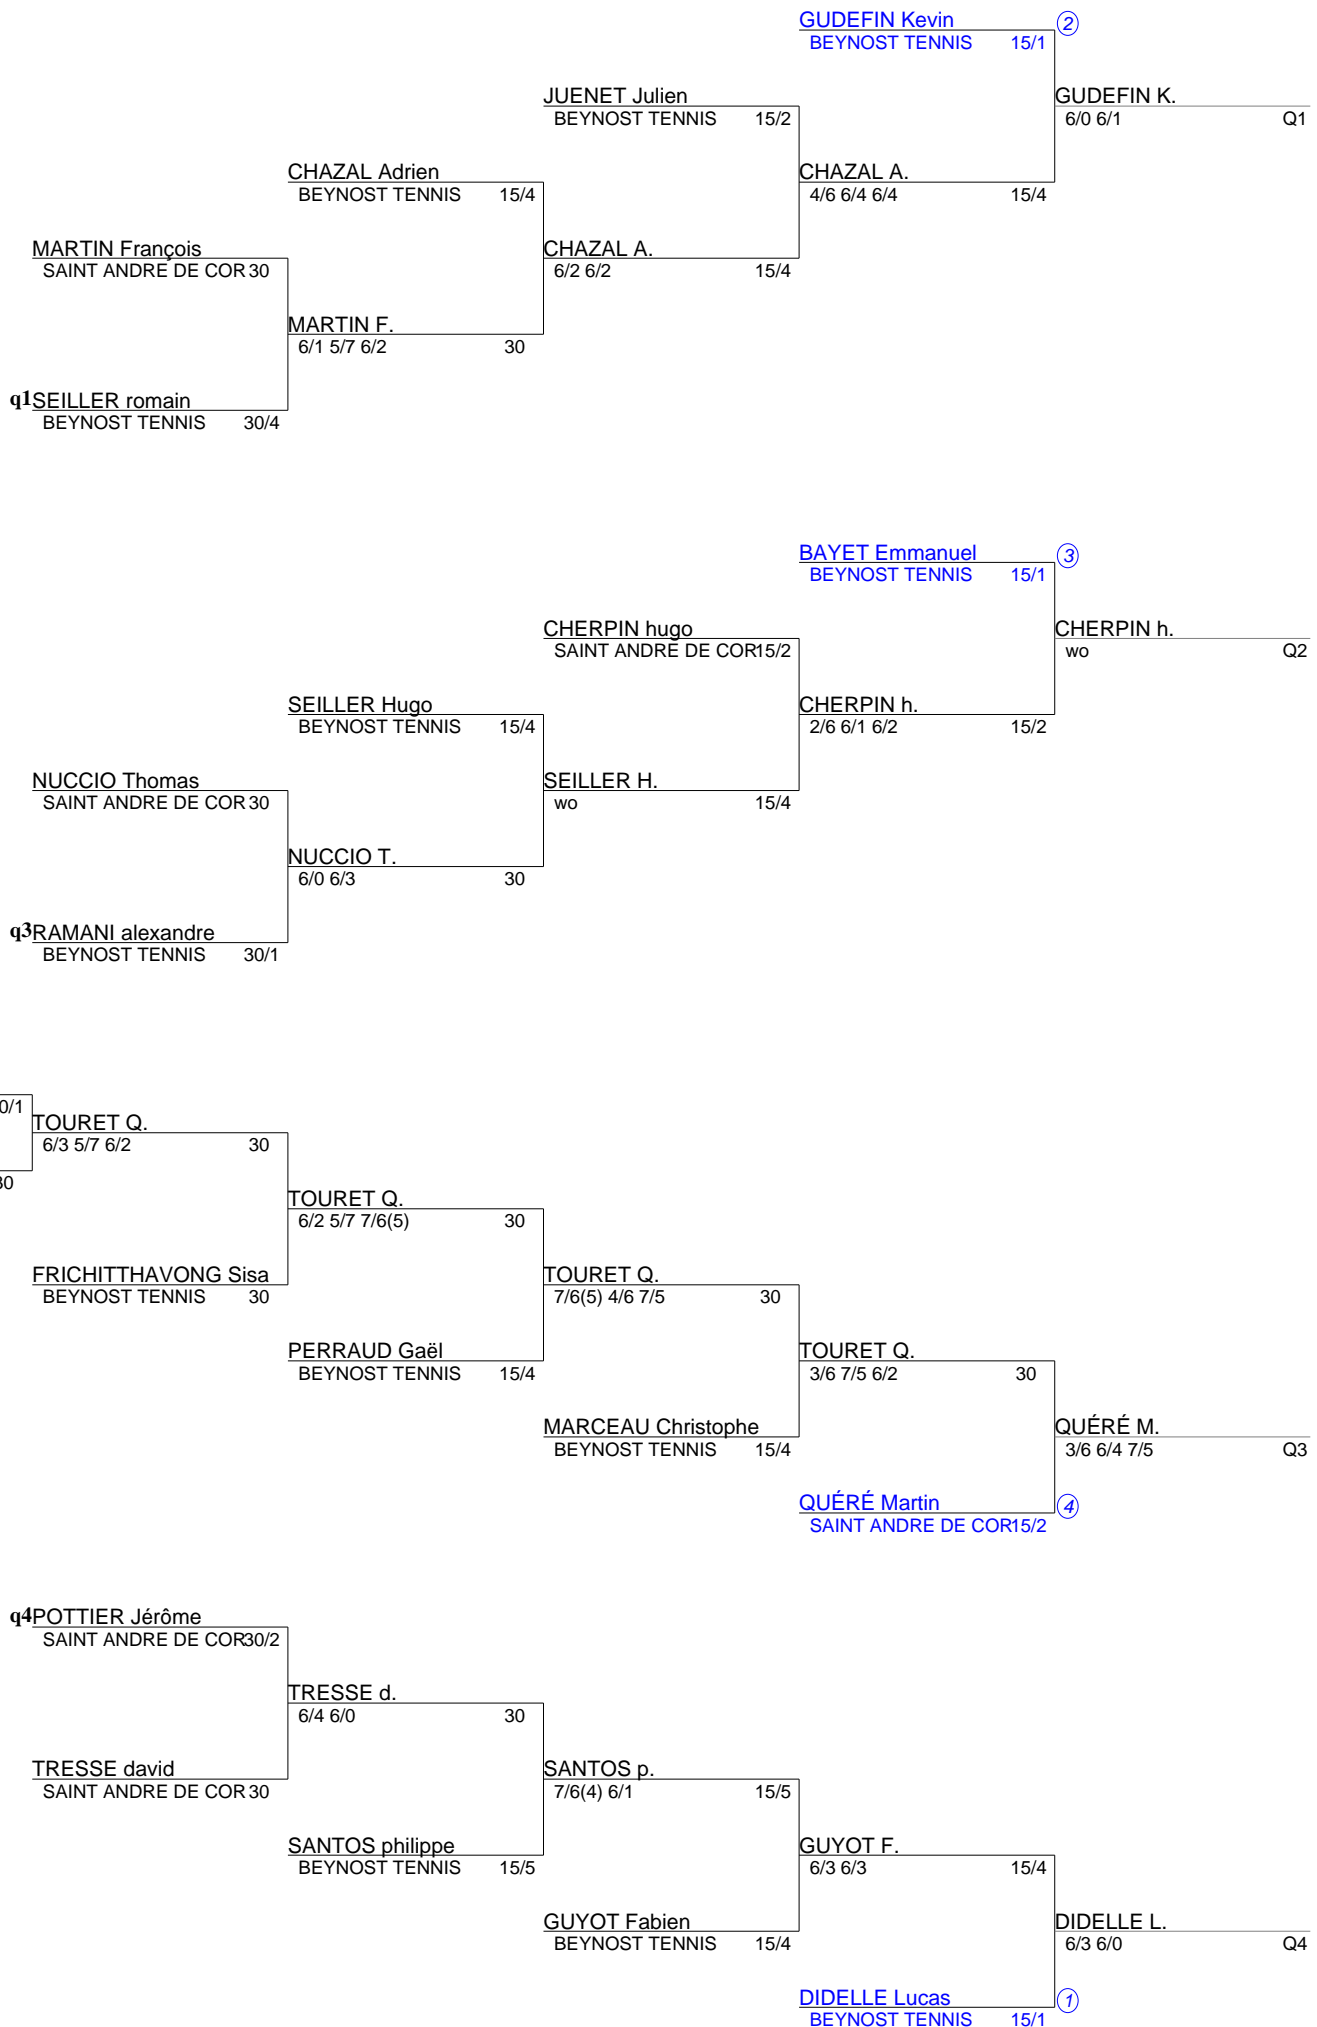 GUDEFIN Kevin 2
BEYNOST TENNIS 15/1
JUENET Julien
BEYNOST TENNIS 15/2
GUDEFIN K.
6/0 6/1 Q1
CHAZAL Adrien
BEYNOST TENNIS 15/4
CHAZAL A.
4/6 6/4 6/4 15/4
MARTIN François
SAINT ANDRE DE COR 30
CHAZAL A.
6/2 6/2 15/4
MARTIN F.
6/1 5/7 6/2 30
q1 SEILLER romain
BEYNOST TENNIS 30/4
BAYET Emmanuel 3
BEYNOST TENNIS 15/1
CHERPIN hugo
SAINT ANDRE DE COR 15/2
CHERPIN h.
wo Q2
SEILLER Hugo
BEYNOST TENNIS 15/4
CHERPIN h.
2/6 6/1 6/2 15/2
NUCCIO Thomas
SAINT ANDRE DE COR 30
SEILLER H.
wo 15/4
NUCCIO T.
6/0 6/3 30
q3 RAMANI alexandre
BEYNOST TENNIS 30/1
0/1
TOURET Q.
6/3 5/7 6/2 30
30
TOURET Q.
6/2 5/7 7/6(5) 30
FRICHITTHAVONG Sisa
BEYNOST TENNIS 30
TOURET Q.
7/6(5) 4/6 7/5 30
PERRAUD Gaël
BEYNOST TENNIS 15/4
TOURET Q.
3/6 7/5 6/2 30
MARCEAU Christophe
BEYNOST TENNIS 15/4
QUÉRÉ M.
3/6 6/4 7/5 Q3
QUÉRÉ Martin 4
SAINT ANDRE DE COR 15/2
q4 POTTIER Jérôme
SAINT ANDRE DE COR 30/2
TRESSE d.
6/4 6/0 30
TRESSE david
SAINT ANDRE DE COR 30
SANTOS p.
7/6(4) 6/1 15/5
SANTOS philippe
BEYNOST TENNIS 15/5
GUYOT F.
6/3 6/3 15/4
GUYOT Fabien
BEYNOST TENNIS 15/4
DIDELLE L.
6/3 6/0 Q4
DIDELLE Lucas 1
BEYNOST TENNIS 15/1